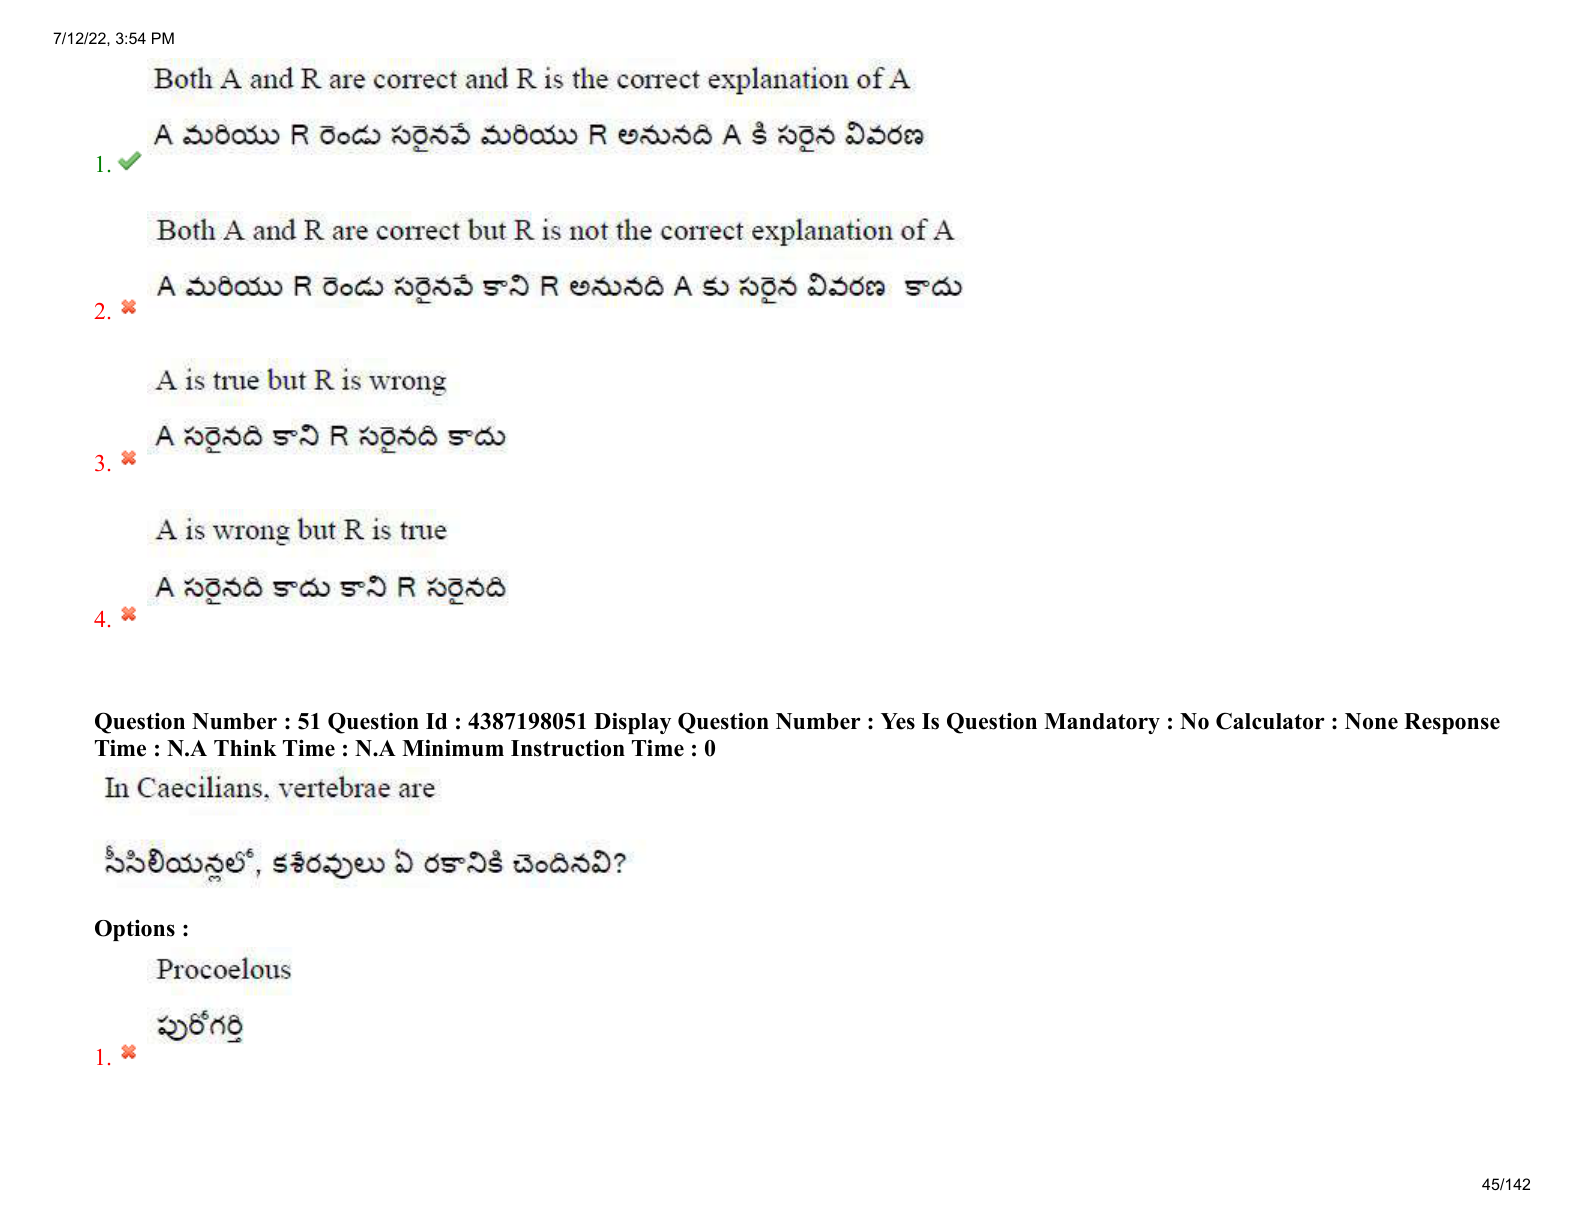 7/12/22, 3:54 PM
Both A and R are correct and R is the correct explanation of A
A మరియు R రెండు సరైనవే మరియు R అనునది A కి సరైన వివరణ
1.
Both A and R are correct but R is not the correct explanation of A
A మరియు R రెండు సరైనవే కాని R అనునది A కు సరైన వివరణ కాదు
2.
A is true but R is wrong
A సరైనది కాని R సరైనది కాదు
3.
A is wrong but R is true
A సరైనది కాదు కాని R సరైనది
4.
Question Number : 51 Question Id : 4387198051 Display Question Number : Yes Is Question Mandatory : No Calculator : None Response
Time : N.A Think Time : N.A Minimum Instruction Time : 0
In Caecilians, vertebrae are
సీసిలియన్లలో, కశేరవులు ఏ రకానికి చెందినవి?
Options :
Procoelous
పురోగర్తి
1.
45/142